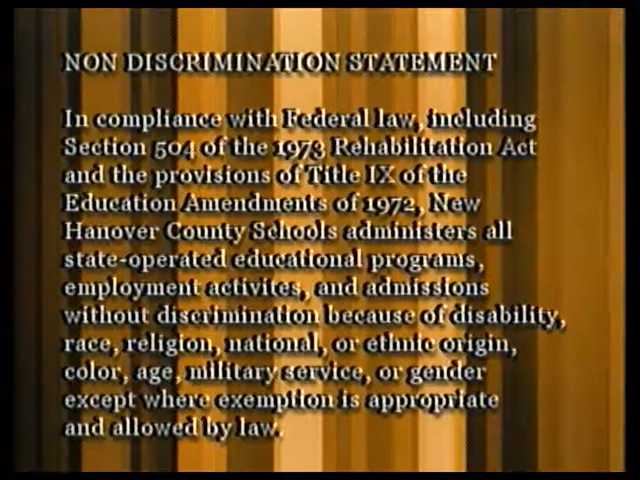 NON DISCRIMINATION STATEMENT
In compliance with Federal law, including
Section 504 of the 1973 Rehabilitation Act
and the provisions of Title IX of the
Education Amendments of 1972, New
Hanover County Schools administers all
state-operated educational programs,
employment activites, and admissions
without discrimination because of disability,
race, religion, national, or ethnic origin,
color, age, military service, or gender
except where exemption is appropriate
and allowed by law.